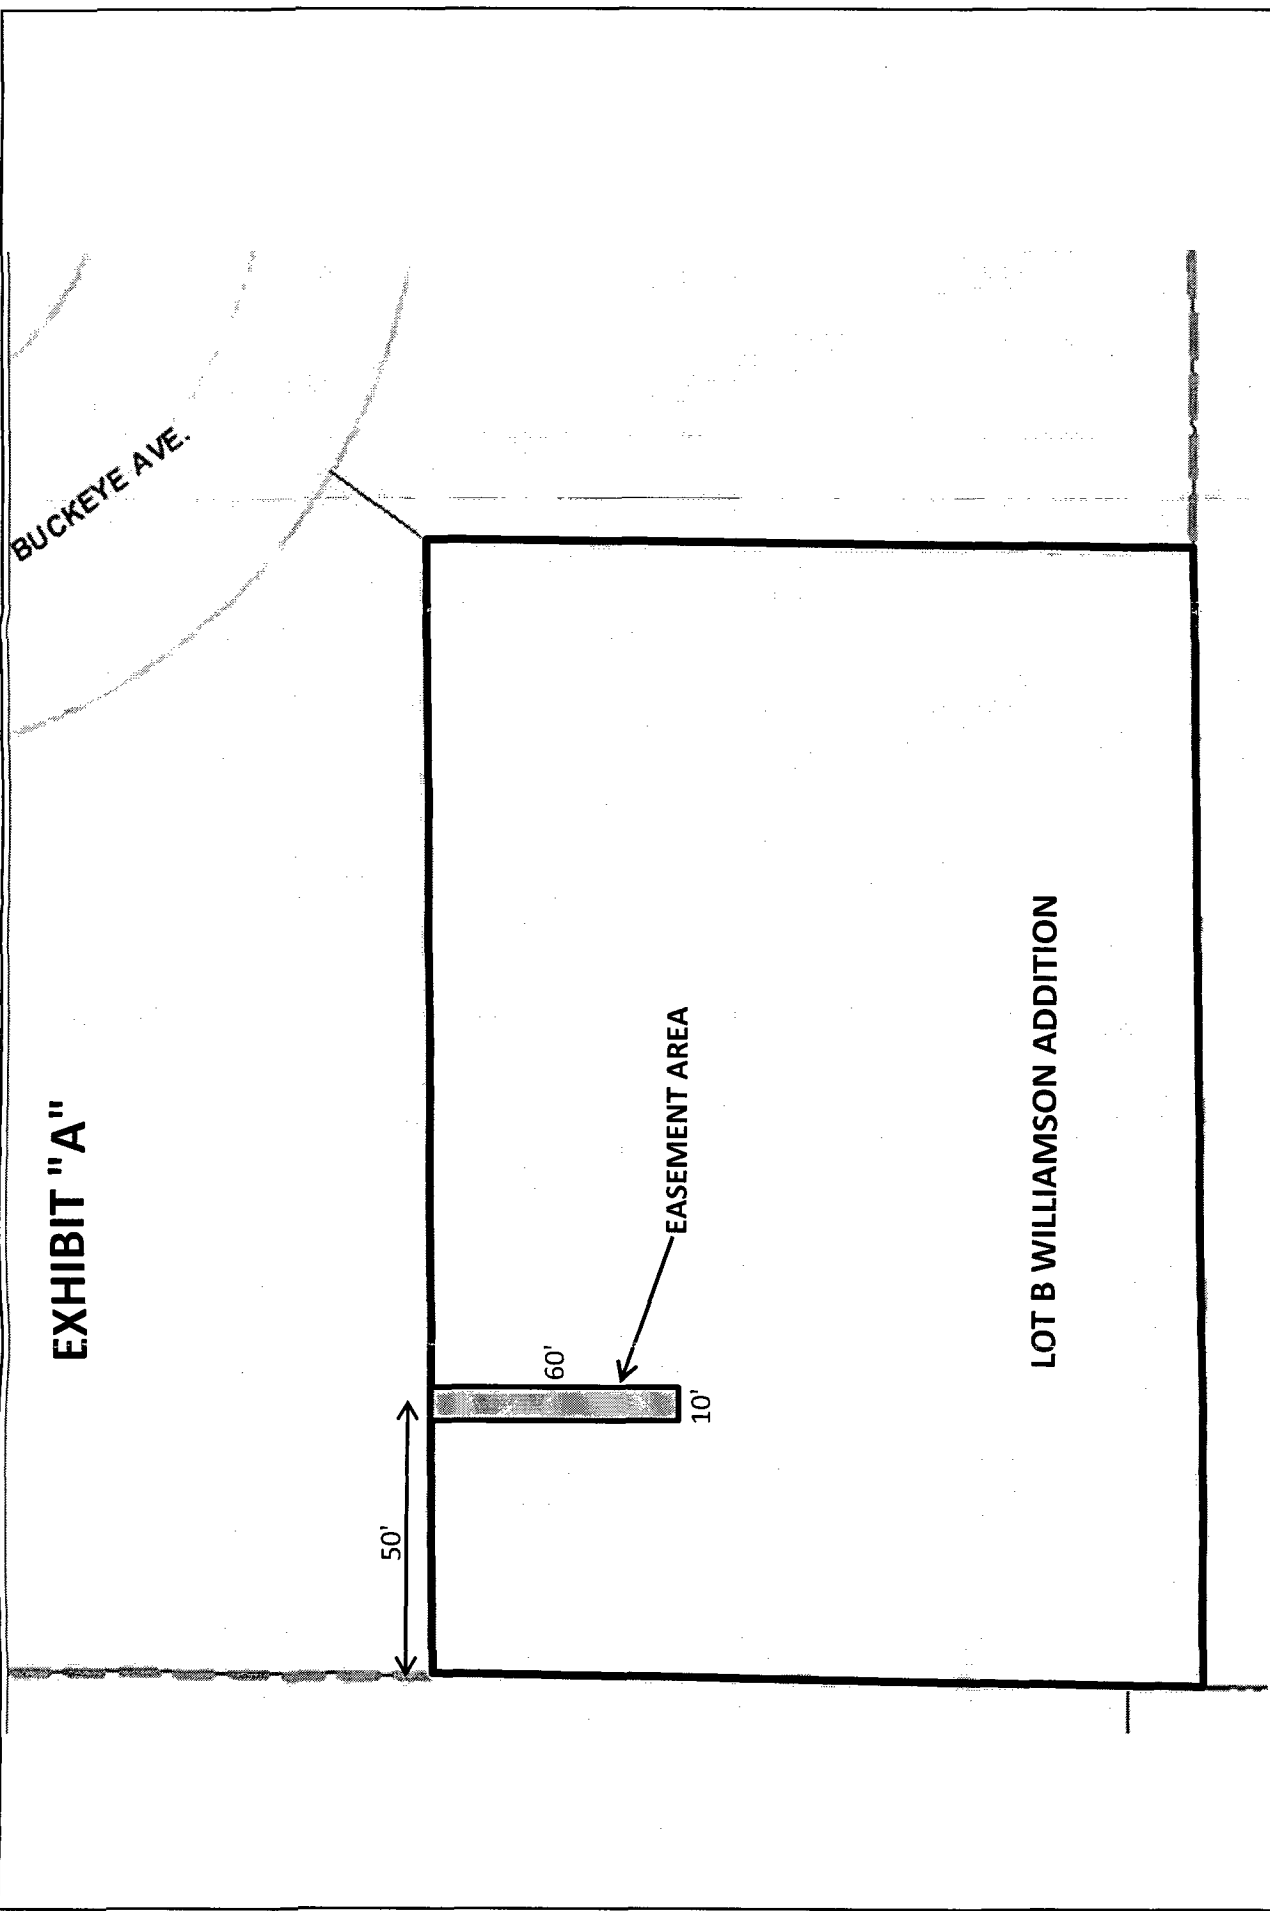 EXHIBIT "A"
BUCKEYE AVE.
50'
60'
10'
EASEMENT AREA
LOT B WILLIAMSON ADDITION